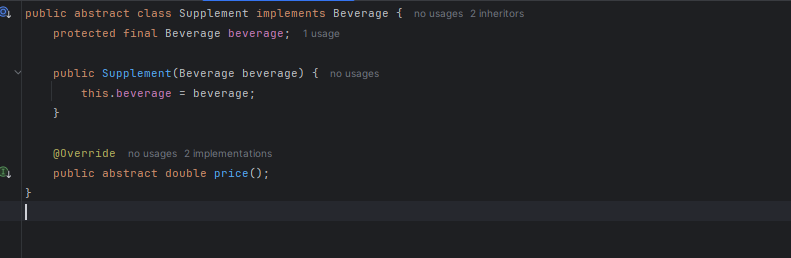 public abstract class Supplement implements Beverage { no usages 2 inheritors
protected final Beverage beverage; 1 usage
public Supplement(Beverage beverage) { no usages
this.beverage = beverage;
}
@Override no usages 2 implementations
public abstract double price();
}